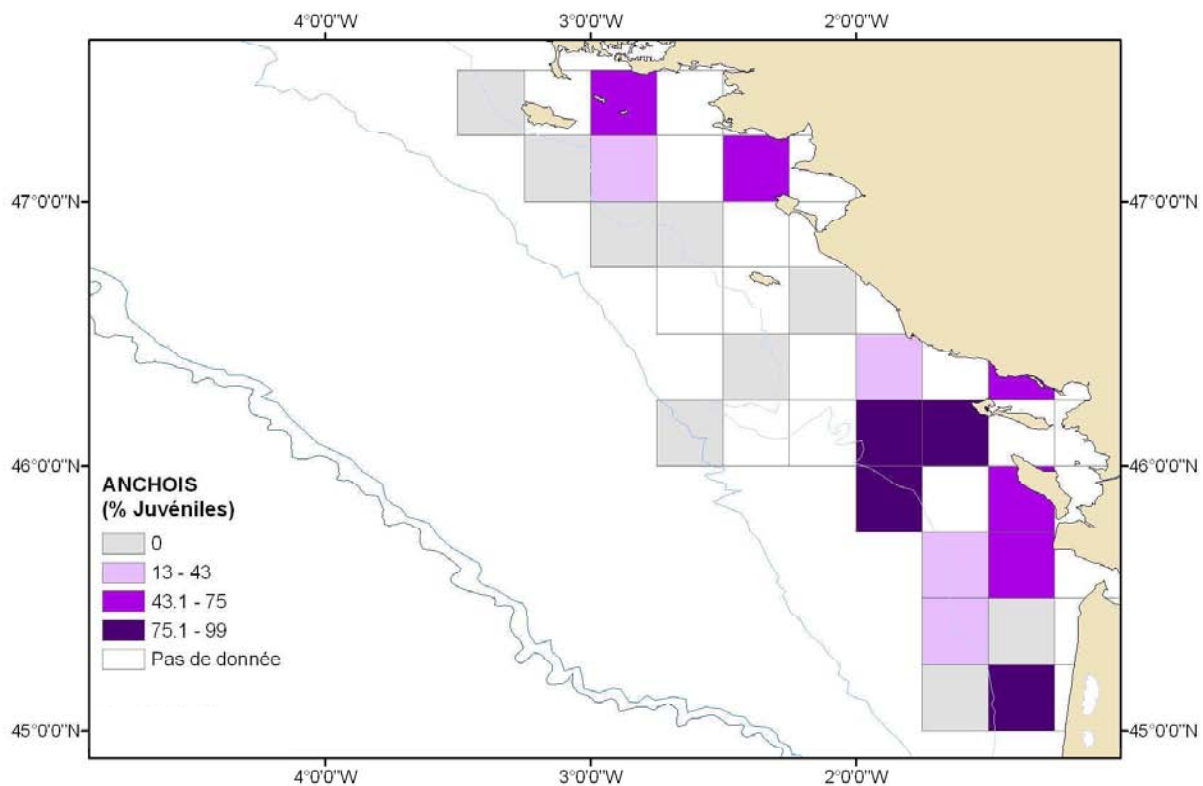 4°0'0"W 3°0'0"W 2°0'0"W
47°0'0"N 47°0'0"N
46°0'0"N 46°0'0"N
ANCHOIS
(% Juvéniles)
0
13 - 43
43.1 - 75
75.1 - 99
Pas de donnée
45°0'0"N 45°0'0"N
4°0'0"W 3°0'0"W 2°0'0"W